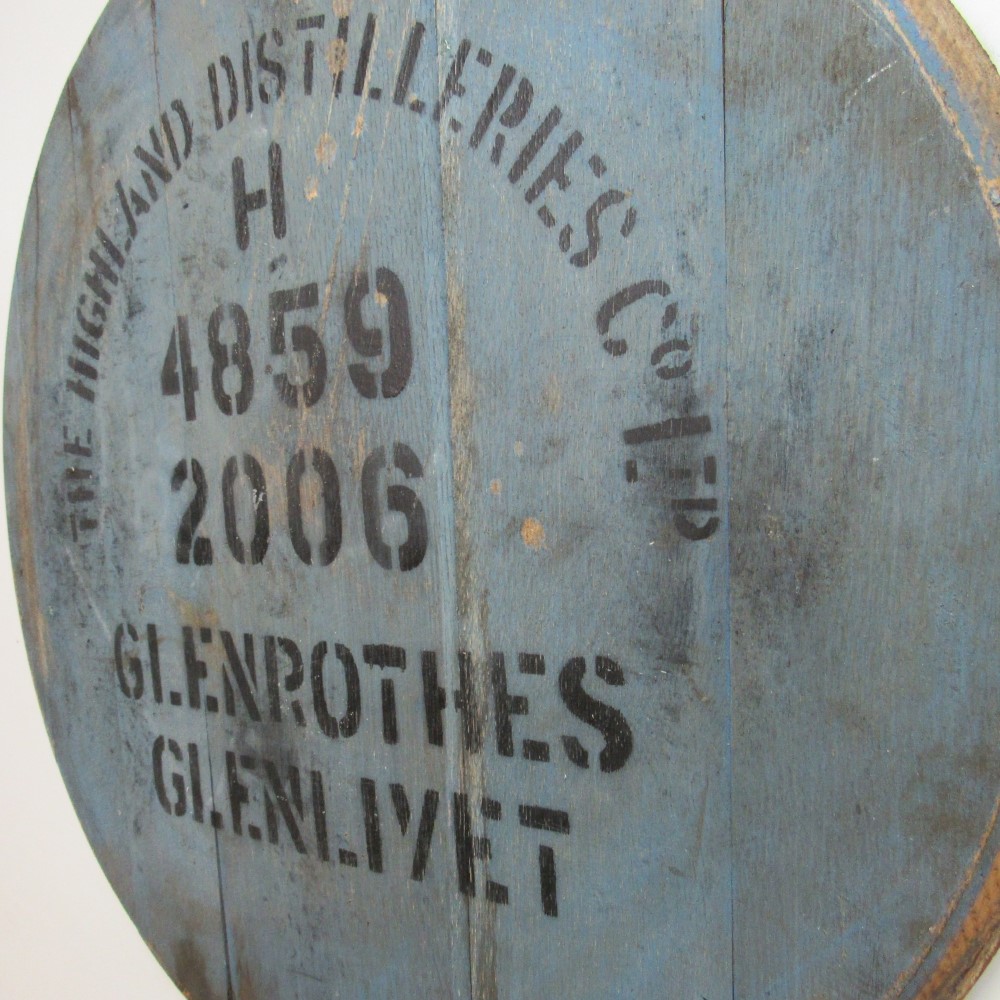 THE HIGHLAND DISTILLERIES Co LTD
H
4859
2006
GLENROTHES
GLENLIVET